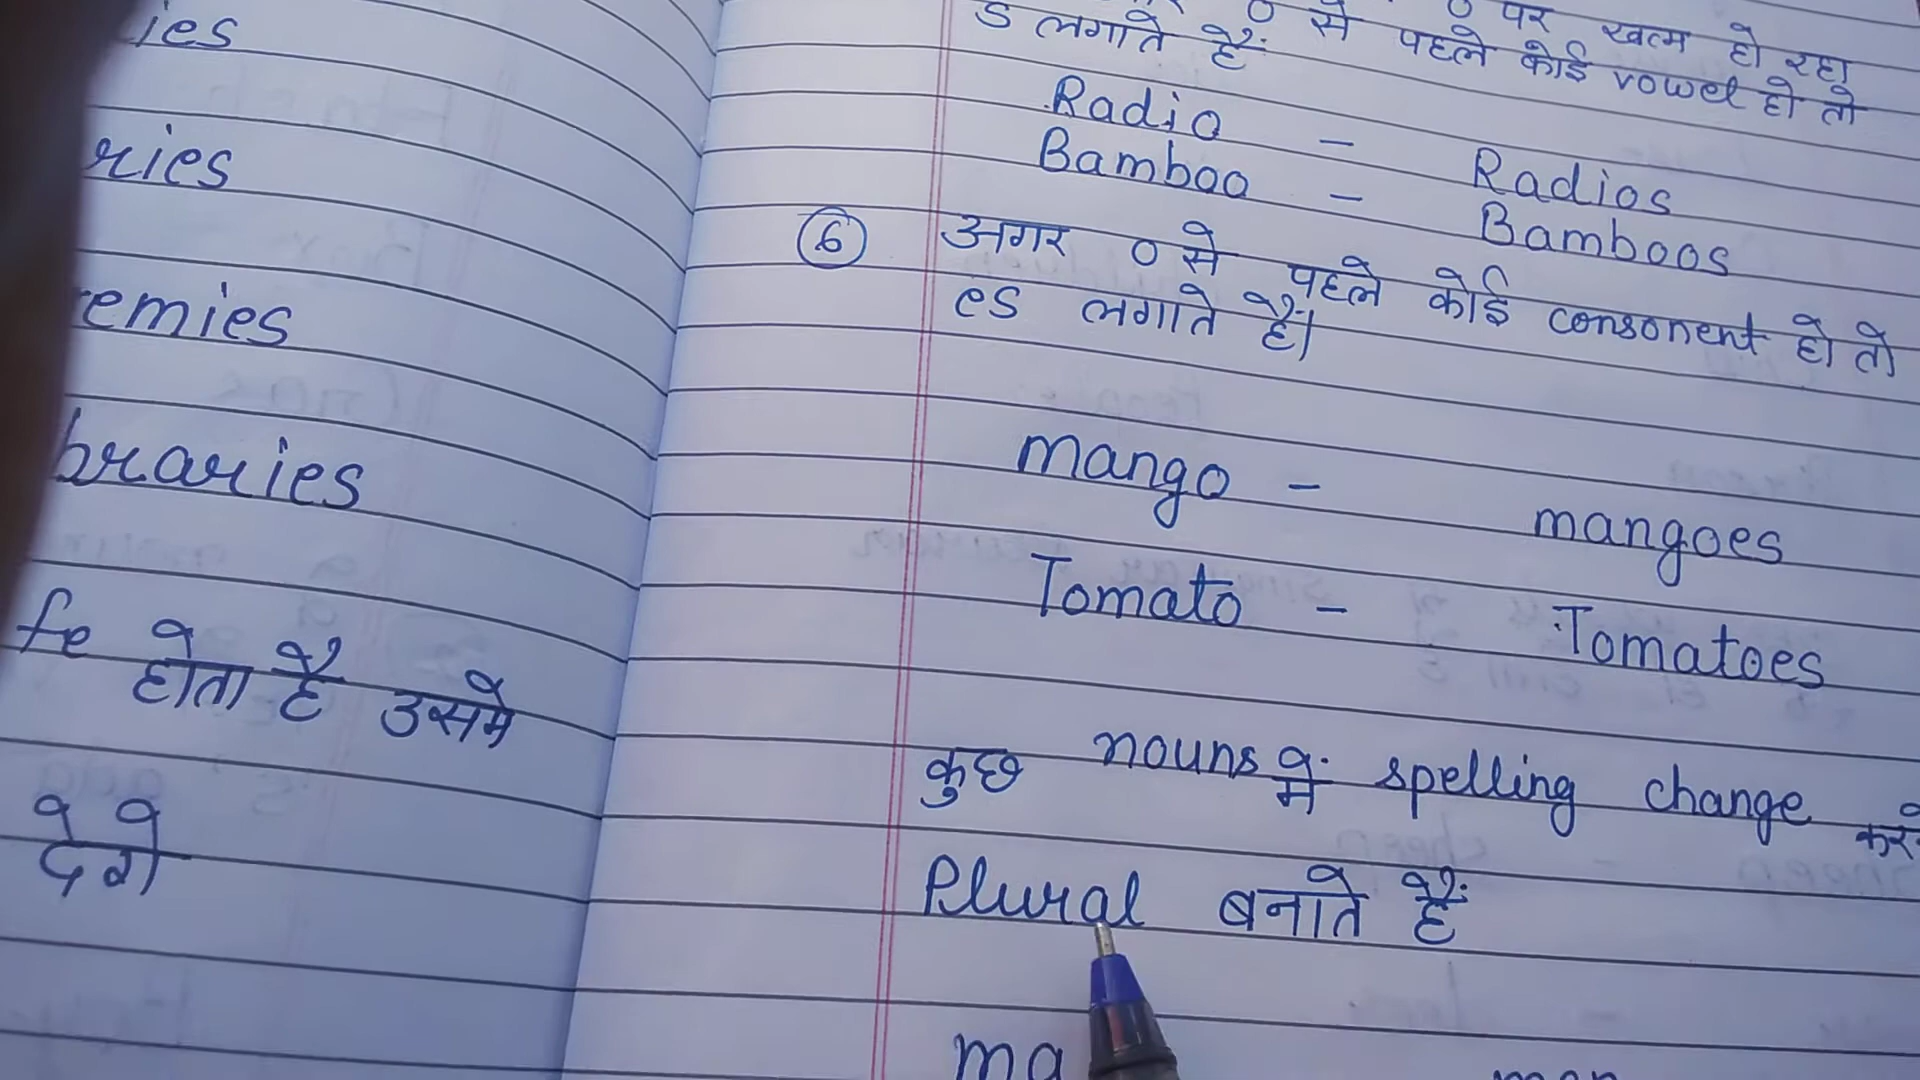 ies
ries
emies
braries
fe होता है उसमे
देगे
o पर खत्म हो रहा
o से पहले कोई vowel हो तो
s लगाते हैं
Radio - Radios
Bamboo - Bamboos
⑥ अगर o से पहले कोई consonent हो तो
es लगाते हैं।
mango - mangoes
Tomato - Tomatoes
कुछ nouns में spelling change
Plural बनाते हैं
ma